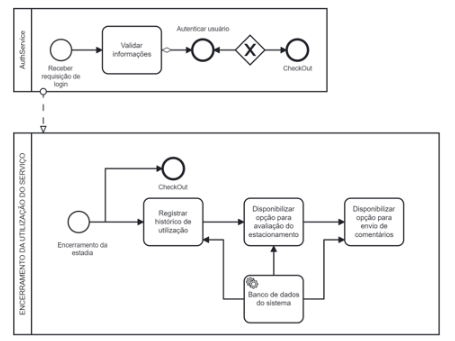 AuthService
Receber
requisição de
login
Validar
informações
Autenticar usuário
X
CheckOut
ENCERRAMENTO DA UTILIZAÇÃO DO SERVIÇO
Encerramento da
estadia
CheckOut
Registrar
histórico de
utilização
Disponibilizar
opção para
avaliação do
estacionamento
Disponibilizar
opção para
envio de
comentários
Banco de dados
do sistema